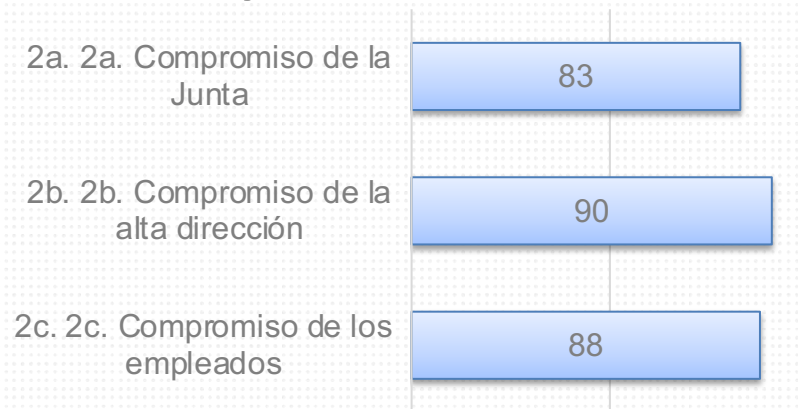 2a. 2a. Compromiso de la
Junta
83
2b. 2b. Compromiso de la
alta dirección
90
2c. 2c. Compromiso de los
empleados
88